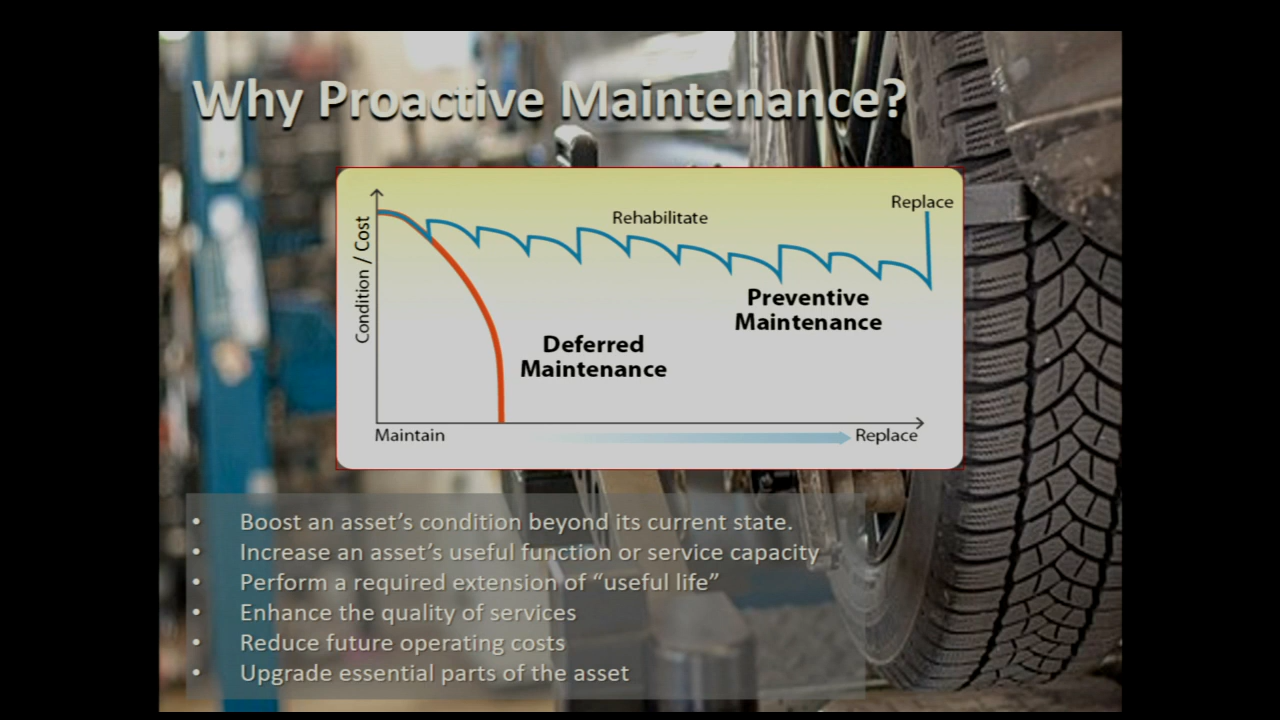 Why Proactive Maintenance?
Replace
Rehabilitate
Condition / Cost
Preventive
Maintenance
Deferred
Maintenance
Maintain
Replace
• Boost an asset’s condition beyond its current state.
• Increase an asset’s useful function or service capacity
• Perform a required extension of “useful life”
• Enhance the quality of services
• Reduce future operating costs
• Upgrade essential parts of the asset